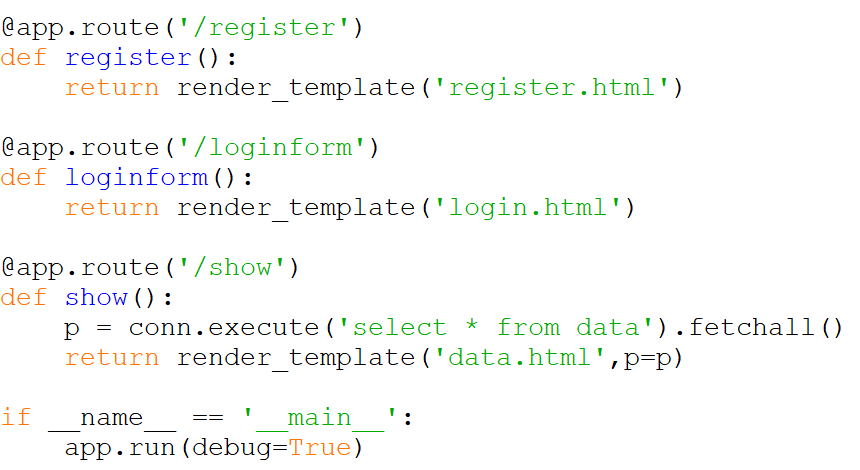 @app.route('/register')
def register():
    return render_template('register.html')

@app.route('/loginform')
def loginform():
    return render_template('login.html')

@app.route('/show')
def show():
    p = conn.execute('select * from data').fetchall()
    return render_template('data.html',p=p)

if __name__ == '__main__':
    app.run(debug=True)